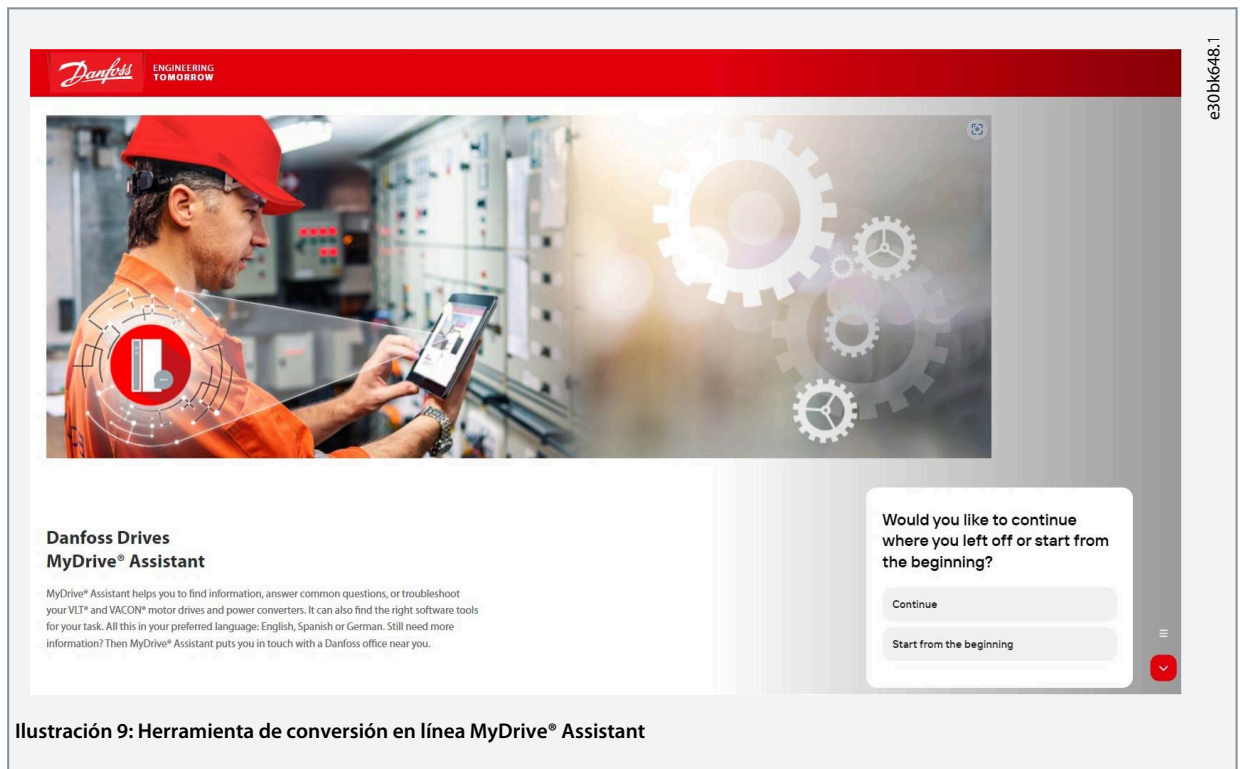 Danfoss
ENGINEERING
TOMORROW
e30bk648.1
Danfoss Drives
MyDrive® Assistant
MyDrive® Assistant helps you to find information, answer common questions, or troubleshoot
your VLT® and VACON® motor drives and power converters. It can also find the right software tools
for your task. All this in your preferred language: English, Spanish or German. Still need more
information? Then MyDrive® Assistant puts you in touch with a Danfoss office near you.
Would you like to continue
where you left off or start from
the beginning?
Continue
Start from the beginning
Ilustración 9: Herramienta de conversión en línea MyDrive® Assistant